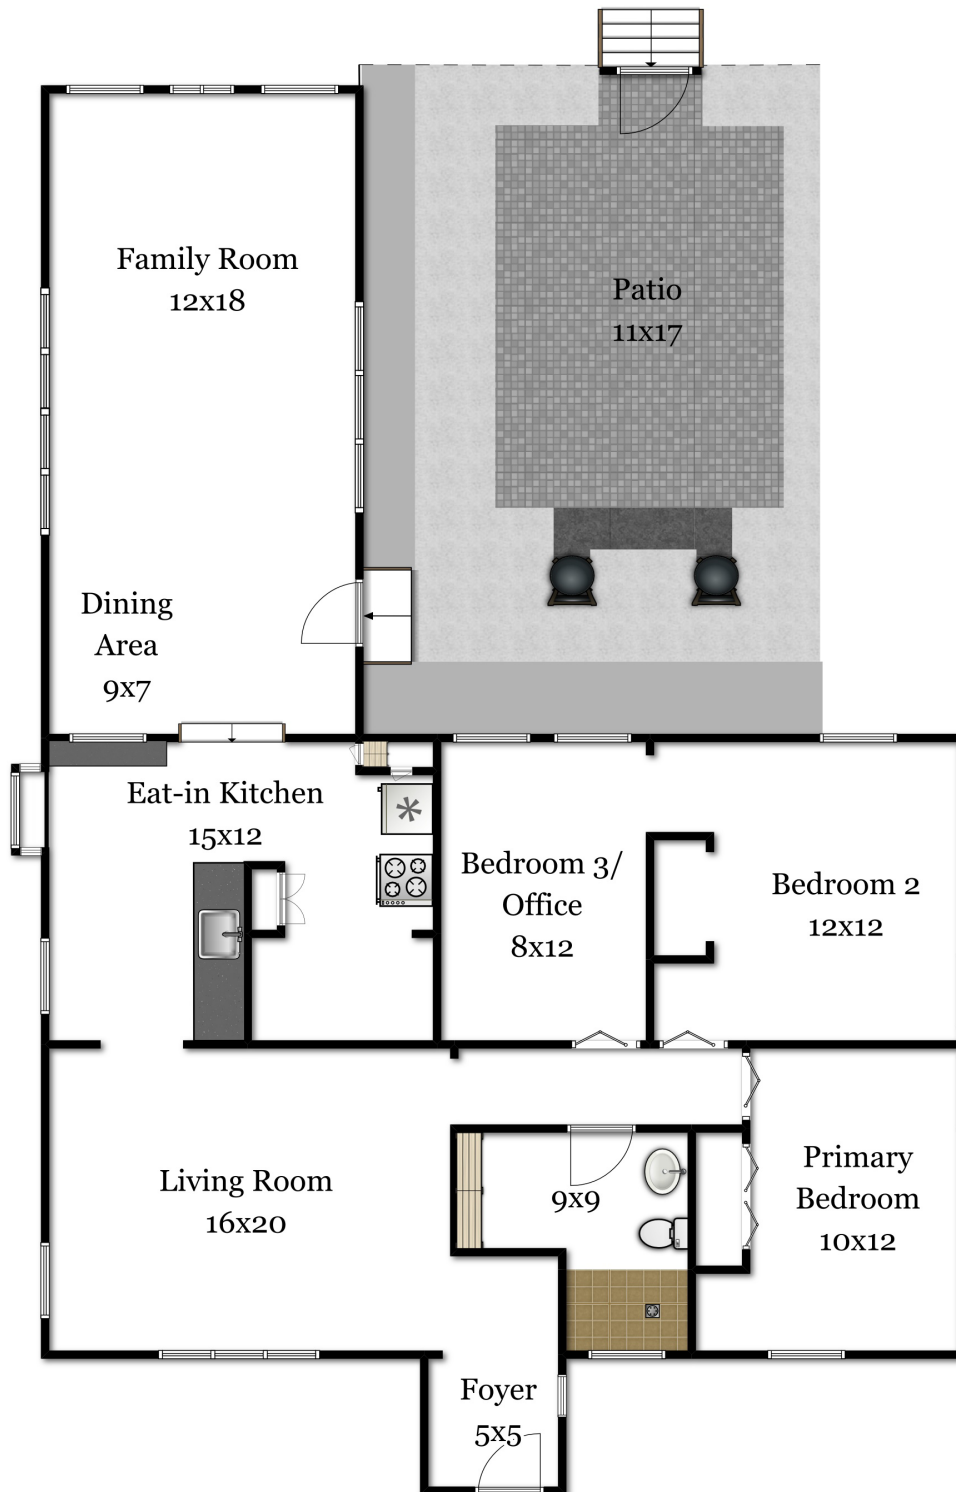 Family Room
12x18
Patio
11x17
Dining
Area
9x7
Eat-in Kitchen
15x12
Bedroom 3/
Office
8x12
Bedroom 2
12x12
Living Room
16x20
9x9
Primary
Bedroom
10x12
Foyer
5x5